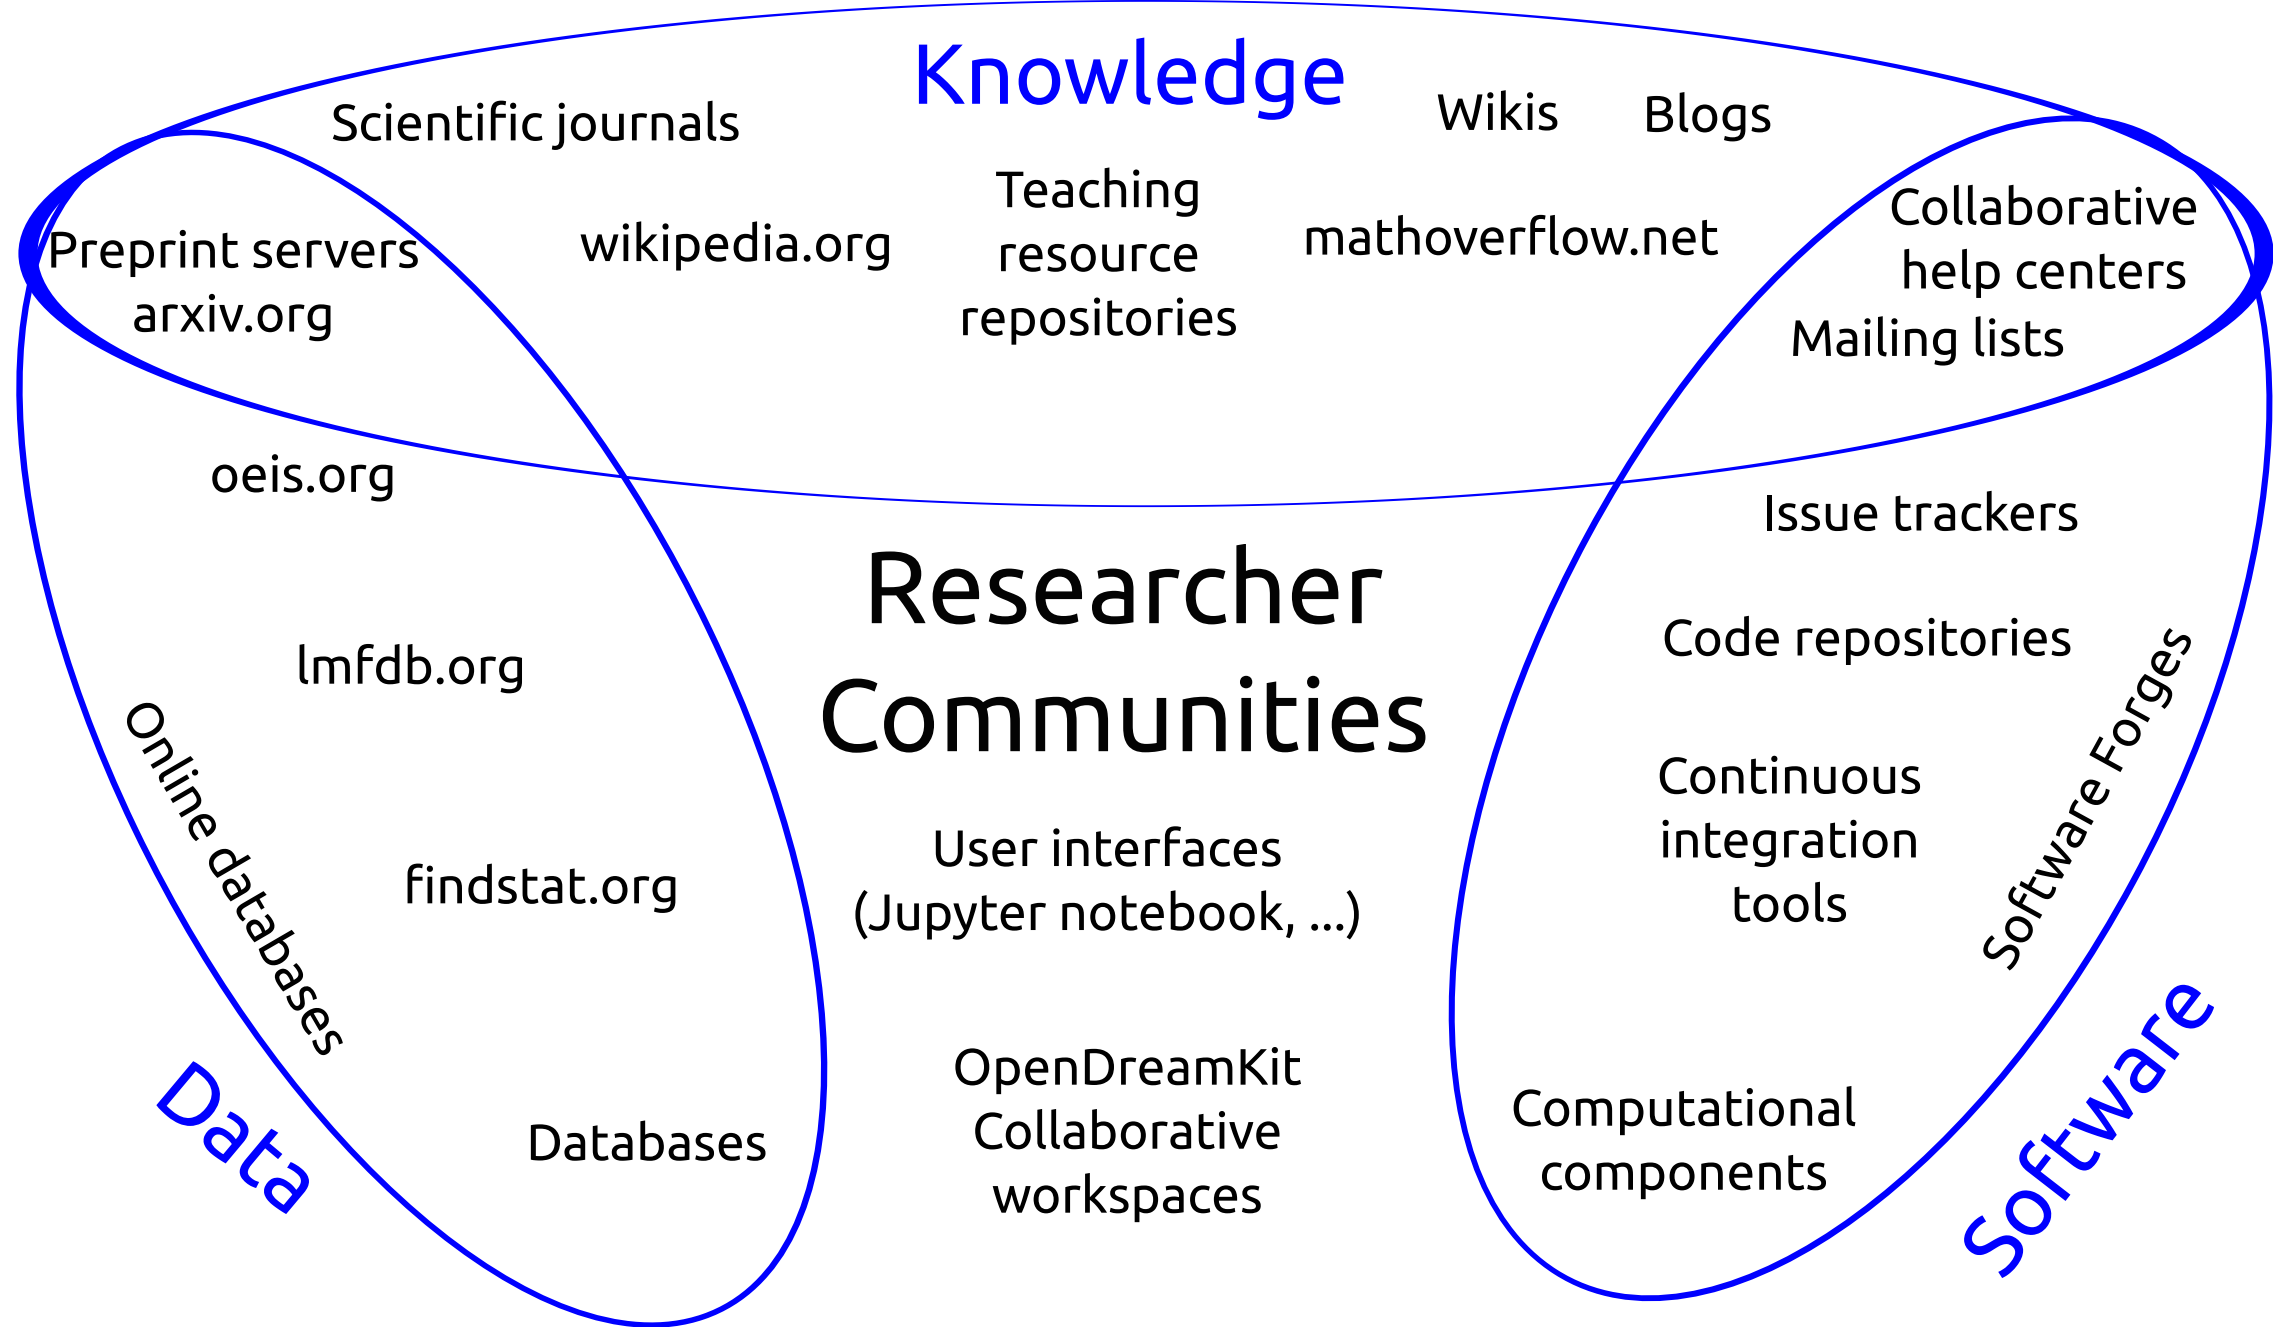 Knowledge
Scientific journals
Wikis
Blogs
Teaching
resource
repositories
wikipedia.org
mathoverflow.net
Preprint servers
arxiv.org
Collaborative
help centers
Mailing lists
oeis.org
lmfdb.org
findstat.org
Online databases
Databases
Data
Researcher
Communities
User interfaces
(Jupyter notebook, ...)
OpenDreamKit
Collaborative
workspaces
Issue trackers
Code repositories
Continuous
integration
tools
Software Forges
Computational
components
Software